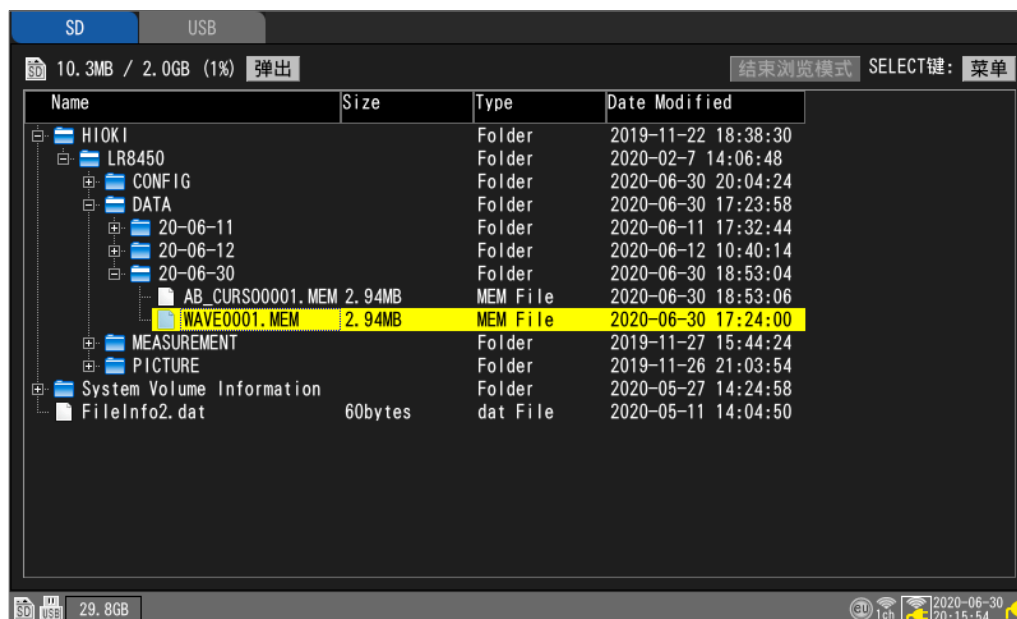 SD USB
10.3MB / 2.0GB (1%) 弹出 结束浏览模式 SELECT键: 菜单
Name Size Type Date Modified
HIOKI Folder 2019-11-22 18:38:30
LR8450 Folder 2020-02-7 14:06:48
CONFIG Folder 2020-06-30 20:04:24
DATA Folder 2020-06-30 17:23:58
20-06-11 Folder 2020-06-11 17:32:44
20-06-12 Folder 2020-06-12 10:40:14
20-06-30 Folder 2020-06-30 18:53:04
AB_CURSO0001.MEM 2.94MB MEM File 2020-06-30 18:53:06
WAVE0001.MEM 2.94MB MEM File 2020-06-30 17:24:00
MEASUREMENT Folder 2019-11-27 15:44:24
PICTURE Folder 2019-11-26 21:03:54
System Volume Information Folder 2020-05-27 14:24:58
FileInfo2.dat 60bytes dat File 2020-05-11 14:04:50
SD USB 29.8GB EU 1ch 2020-06-30
20:15:54